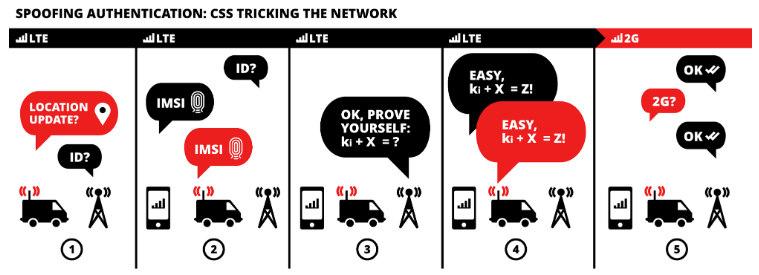 SPOOFING AUTHENTICATION: CSS TRICKING THE NETWORK
LTE
LTE
LTE
LTE
2G
LOCATION
UPDATE?
ID?
1
ID?
IMSI
IMSI
2
OK, PROVE
YOURSELF:
ki + X = ?
3
EASY,
ki + X = Z!
EASY,
ki + X = Z!
4
OK
2G?
OK
5